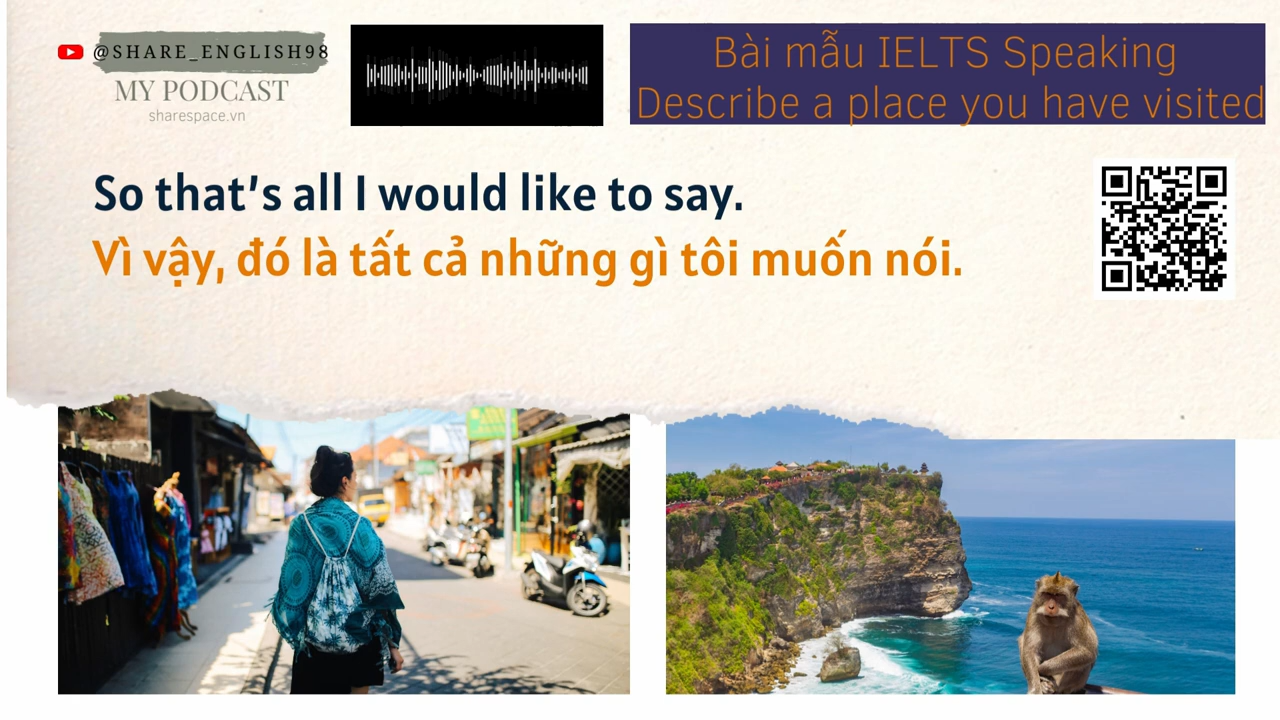 @SHARE_ENGLISH98
MY PODCAST
sharespace.vn
Bài mẫu IELTS Speaking
Describe a place you have visited
So that's all I would like to say.
Vì vậy, đó là tất cả những gì tôi muốn nói.